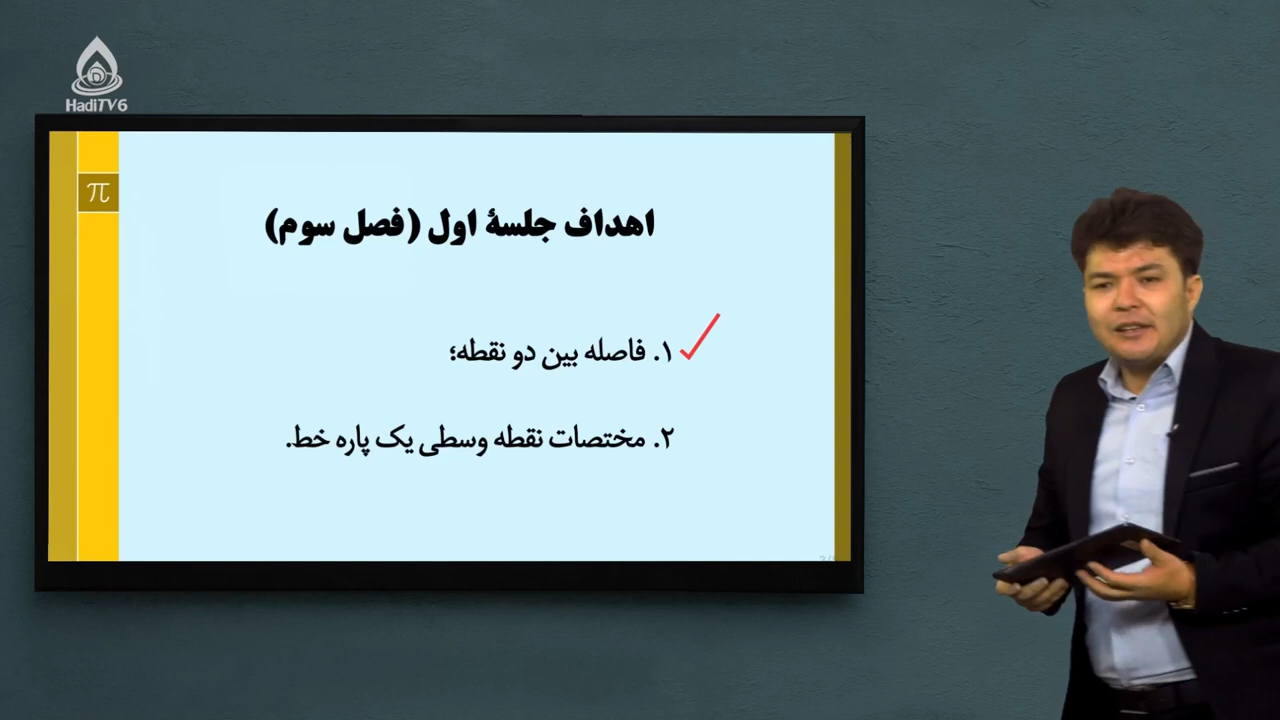 HadiTV6
π
اهداف جلسهٔ اول (فصل سوم)
۱. فاصله بین دو نقطه؛
۲. مختصات نقطه وسطی یک پاره خط.